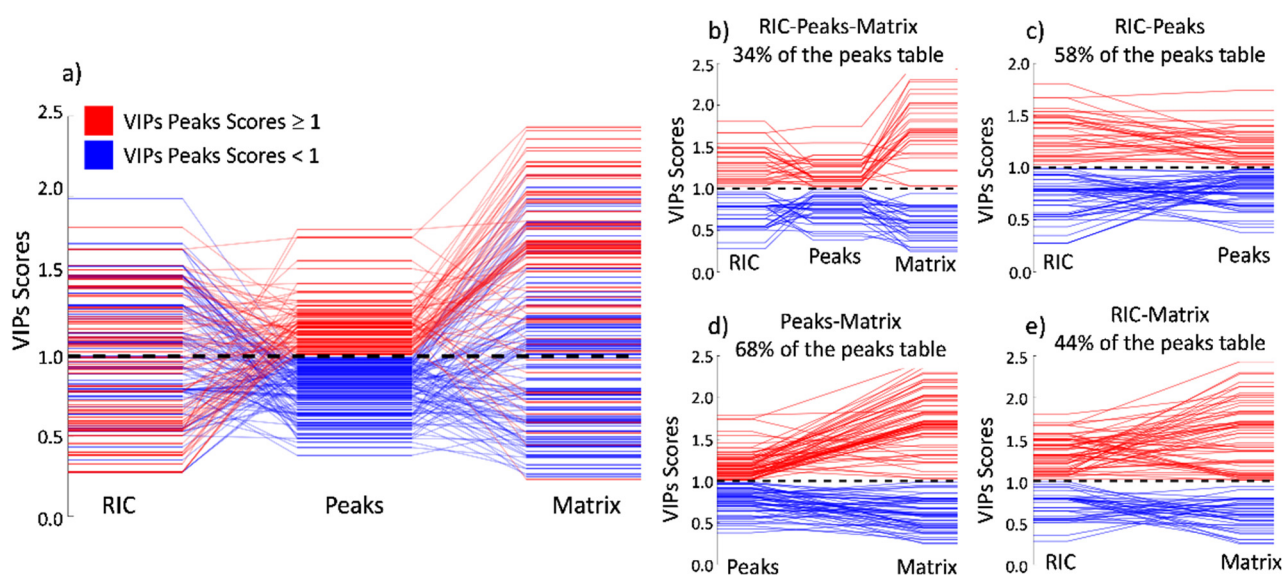 a)
VIPs Scores
2.5
2.0
1.5
1.0
0.5
0.0
VIPs Peaks Scores ≥ 1
VIPs Peaks Scores < 1
RIC
Peaks
Matrix
b)
RIC-Peaks-Matrix
34% of the peaks table
VIPs Scores
2.5
2.0
1.5
1.0
0.5
0.0
RIC
Peaks
Matrix
c)
RIC-Peaks
58% of the peaks table
VIPs Scores
2.0
1.5
1.0
0.5
0.0
RIC
Peaks
d)
Peaks-Matrix
68% of the peaks table
VIPs Scores
2.5
2.0
1.5
1.0
0.5
0.0
Peaks
Matrix
e)
RIC-Matrix
44% of the peaks table
VIPs Scores
2.5
2.0
1.5
1.0
0.5
0.0
RIC
Matrix